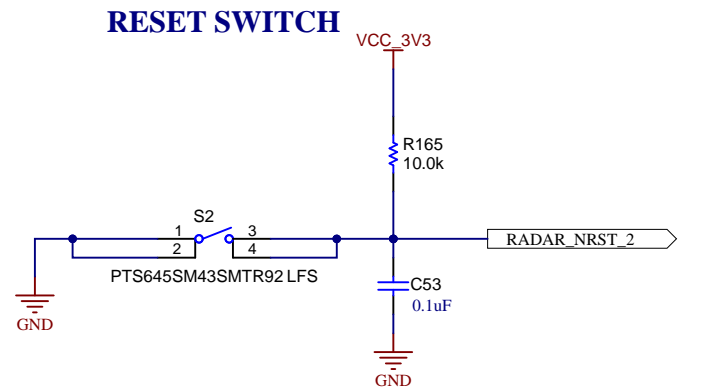 RESET SWITCH
VCC_3V3
R165
10.0k
S2
1
3
2
4
RADAR_NRST_2
PTS645SM43SMTR92 LFS
C53
0.1uF
GND
GND